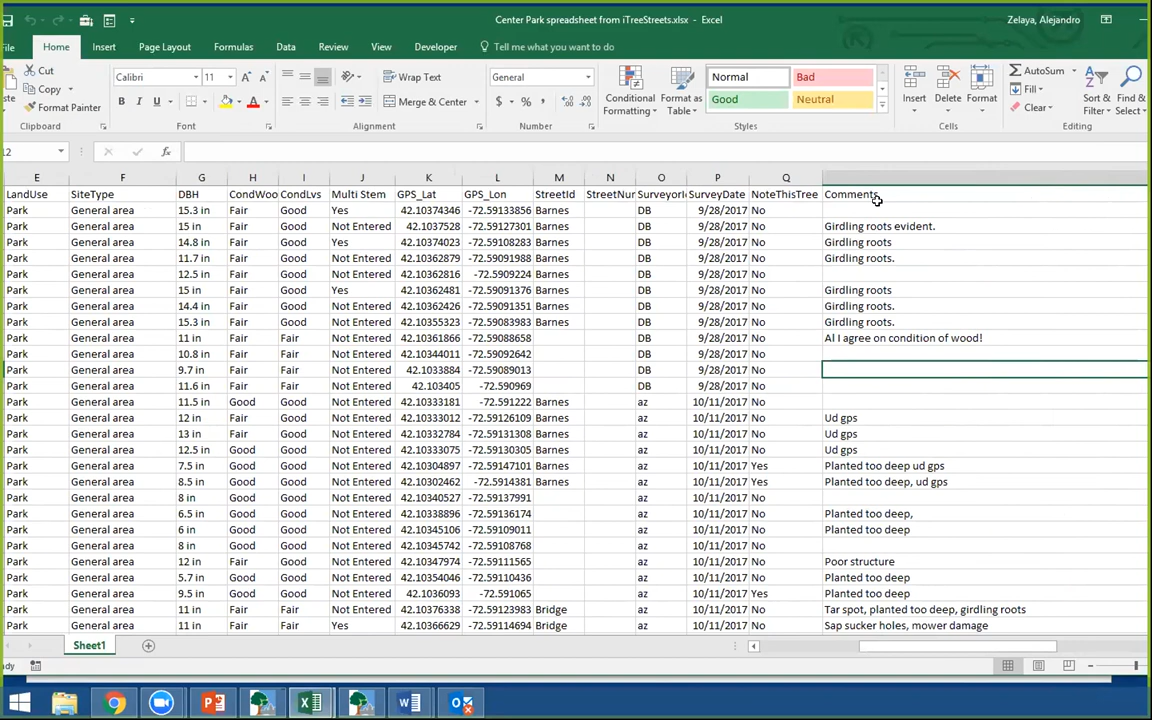 Center Park spreadsheet from iTreeStreets.xlsx - Excel Zelaya, Alejandro
Home Insert Page Layout Formulas Data Review View Developer Tell me what you want to do
Cut
Copy
Format Painter
Clipboard
Calibri 11
B I U A
Font
Wrap Text
Merge & Center
Alignment
General
$ % ,
Number
Conditional Formatting
Format as Table
Normal Bad
Good Neutral
Styles
Insert Delete Format
Cells
AutoSum
Fill
Clear
Sort & Filter
Find & Select
Editing
12 fx
E F G H I J K L M N O P Q
LandUse SiteType DBH CondWoo CondLvs Multi Stem GPS_Lat GPS_Lon StreetId StreetNur SurveyorI SurveyDate NoteThisTree Comments
Park General area 15.3 in Fair Good Yes 42.10374346 -72.59133856 Barnes DB 9/28/2017 No
Park General area 15 in Fair Good Not Entered 42.1037528 -72.59127301 Barnes DB 9/28/2017 No Girdling roots evident.
Park General area 14.8 in Fair Good Yes 42.10374023 -72.59108283 Barnes DB 9/28/2017 No Girdling roots
Park General area 11.7 in Fair Good Not Entered 42.10362879 -72.59091988 Barnes DB 9/28/2017 No Girdling roots.
Park General area 12.5 in Fair Good Not Entered 42.10362816 -72.5909224 Barnes DB 9/28/2017 No
Park General area 15 in Fair Good Yes 42.10362481 -72.59091376 Barnes DB 9/28/2017 No Girdling roots
Park General area 14.4 in Fair Good Not Entered 42.10362426 -72.59091351 Barnes DB 9/28/2017 No Girdling roots.
Park General area 15.3 in Fair Good Not Entered 42.10355323 -72.59083983 Barnes DB 9/28/2017 No Girdling roots.
Park General area 11 in Fair Fair Not Entered 42.10361866 -72.59088658 DB 9/28/2017 No Al I agree on condition of wood!
Park General area 10.8 in Fair Good Not Entered 42.10344011 -72.59092642 DB 9/28/2017 No
Park General area 9.7 in Fair Fair Not Entered 42.1033884 -72.59089013 DB 9/28/2017 No
Park General area 11.6 in Fair Fair Not Entered 42.103405 -72.590969 DB 9/28/2017 No
Park General area 11.5 in Good Good Not Entered 42.10333181 -72.591222 Barnes az 10/11/2017 No
Park General area 12 in Fair Good Not Entered 42.10333012 -72.59126109 Barnes az 10/11/2017 No Ud gps
Park General area 13 in Fair Good Not Entered 42.10332784 -72.59131308 Barnes az 10/11/2017 No Ud gps
Park General area 12.5 in Good Good Not Entered 42.10333075 -72.59130305 Barnes az 10/11/2017 No Ud gps
Park General area 7.5 in Good Good Not Entered 42.10304897 -72.59147101 Barnes az 10/11/2017 Yes Planted too deep ud gps
Park General area 8.5 in Good Good Not Entered 42.10302462 -72.5914381 Barnes az 10/11/2017 Yes Planted too deep, ud gps
Park General area 8 in Good Good Not Entered 42.10340527 -72.59137991 az 10/11/2017 No
Park General area 6.5 in Good Good Not Entered 42.10338896 -72.59136174 az 10/11/2017 No Planted too deep,
Park General area 6 in Good Good Not Entered 42.10345106 -72.59109011 az 10/11/2017 No Planted too deep
Park General area 8 in Good Good Not Entered 42.10345742 -72.59108768 az 10/11/2017 No
Park General area 12 in Fair Good Not Entered 42.10347974 -72.59111565 az 10/11/2017 No Poor structure
Park General area 5.7 in Good Good Not Entered 42.10354046 -72.59110436 az 10/11/2017 No Planted too deep
Park General area 9.5 in Good Good Not Entered 42.1036093 -72.591065 az 10/11/2017 Yes Planted too deep
Park General area 11 in Fair Fair Not Entered 42.10376338 -72.59123983 Bridge az 10/11/2017 No Tar spot, planted too deep, girdling roots
Park General area 11 in Fair Fair Yes 42.10366629 -72.59114694 Bridge az 10/11/2017 No Sap sucker holes, mower damage
Sheet1